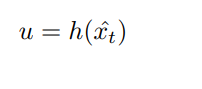 u = h(\hat{x_t})